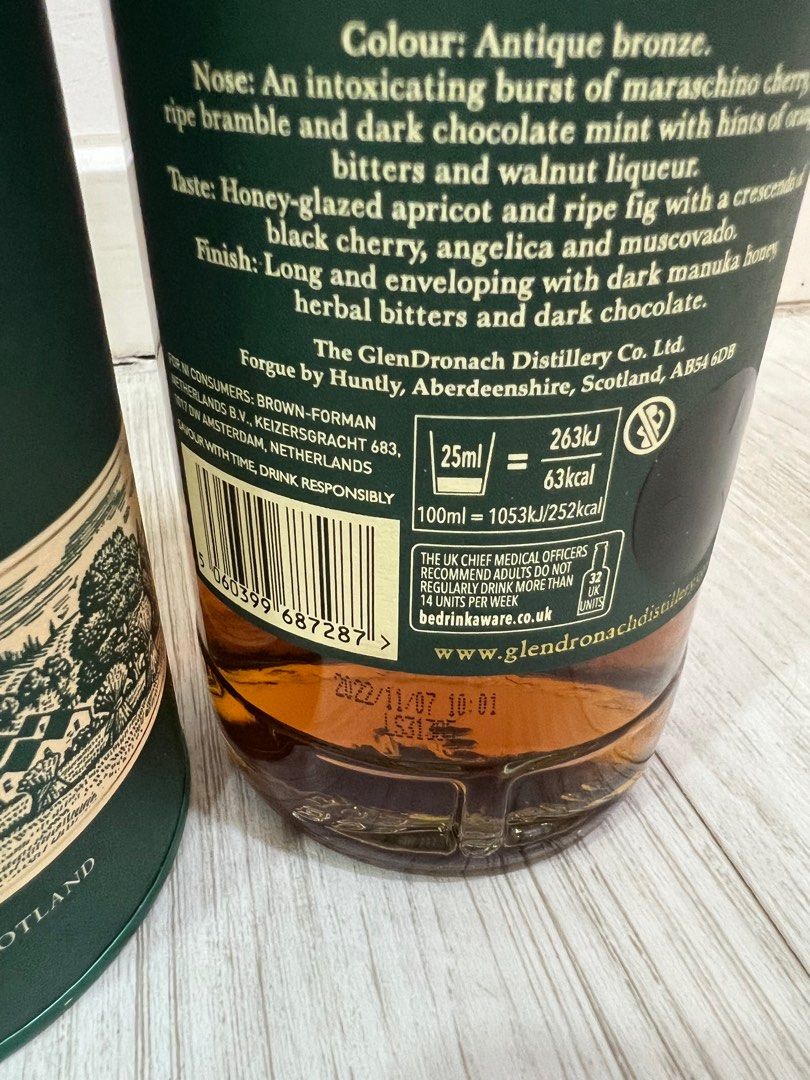 Colour: Antique bronze.
Nose: An intoxicating burst of maraschino cherry,
ripe bramble and dark chocolate mint with hints of
bitters and walnut liqueur.
Taste: Honey-glazed apricot and ripe fig with a crescendo of
black cherry, angelica and muscovado.
Finish: Long and enveloping with dark manuka honey,
herbal bitters and dark chocolate.
The GlenDronach Distillery Co. Ltd.
Forgue by Huntly, Aberdeenshire, Scotland, AB54 6DB
FOR NI CONSUMERS: BROWN-FORMAN
NETHERLANDS B.V., KEIZERSGRACHT 683,
1017 DW AMSTERDAM, NETHERLANDS
SAVOUR WITH TIME, DRINK RESPONSIBLY
25ml = 263kJ
63kcal
100ml = 1053kJ/252kcal
THE UK CHIEF MEDICAL OFFICERS
RECOMMEND ADULTS DO NOT
REGULARLY DRINK MORE THAN
14 UNITS PER WEEK
bedrinkaware.co.uk
32
UK
UNITS
5 060399 687287 >
www.glendronachdistillery
2022/11/07 10:01
OTLAND